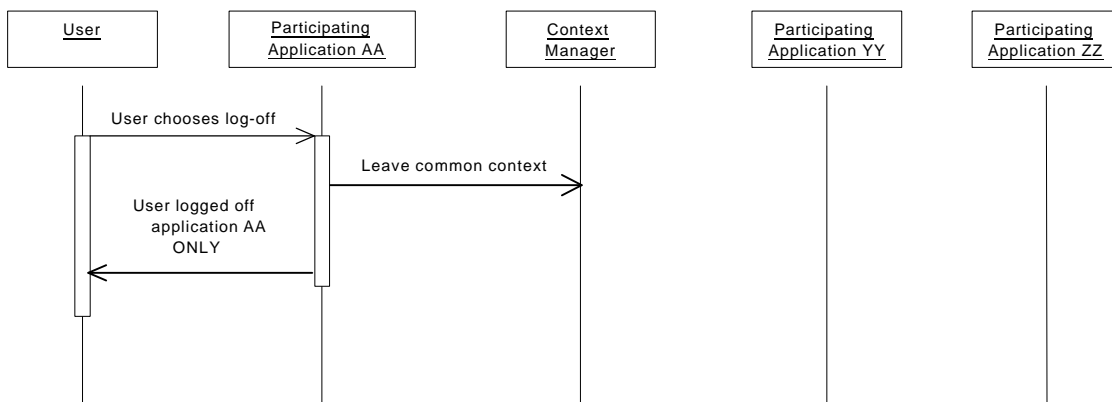 User
Participating
Application AA
Context
Manager
Participating
Application YY
Participating
Application ZZ
User chooses log-off
Leave common context
User logged off
application AA
ONLY